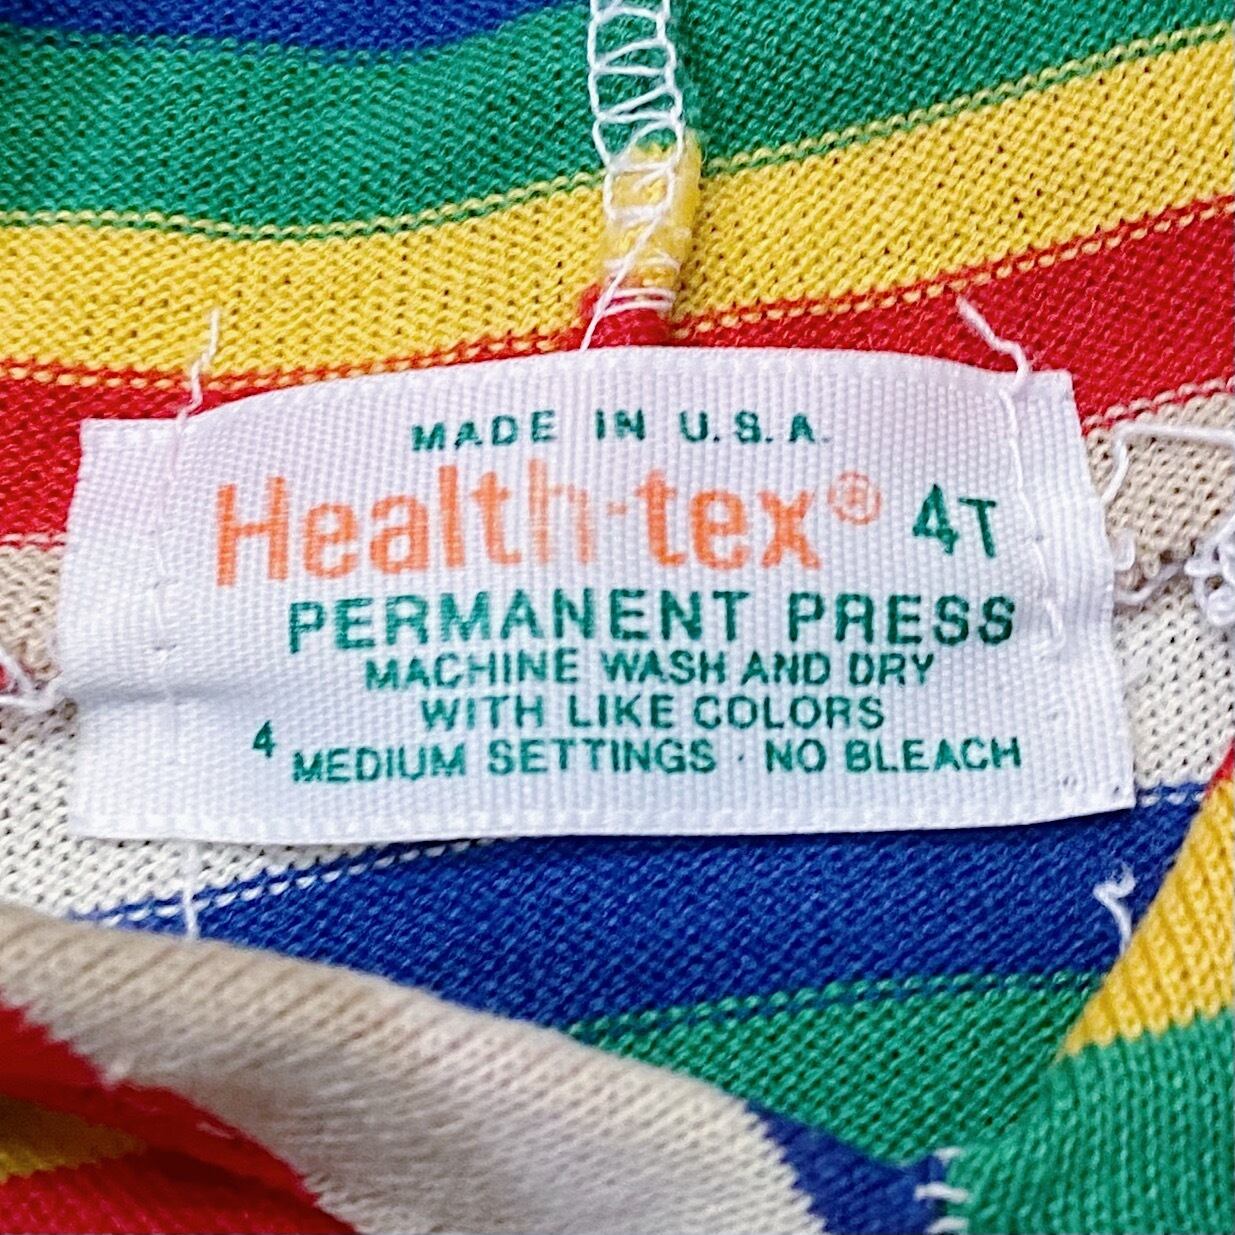 MADE IN U.S.A.
Health-tex® 4T
PERMANENT PRESS
MACHINE WASH AND DRY
WITH LIKE COLORS
4 MEDIUM SETTINGS · NO BLEACH